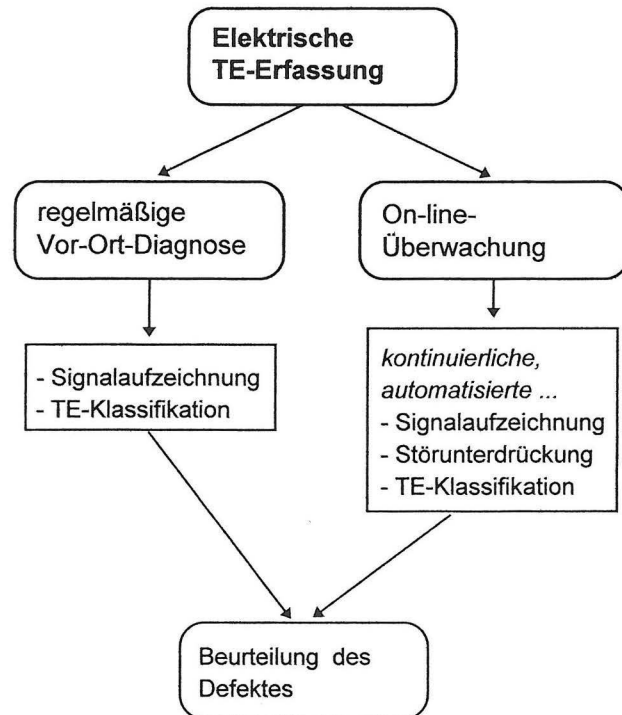 Elektrische
TE-Erfassung
regelmäßige
Vor-Ort-Diagnose
On-line-
Überwachung
- Signalaufzeichnung
- TE-Klassifikation
kontinuierliche,
automatisierte ...
- Signalaufzeichnung
- Störunterdrückung
- TE-Klassifikation
Beurteilung des
Defektes